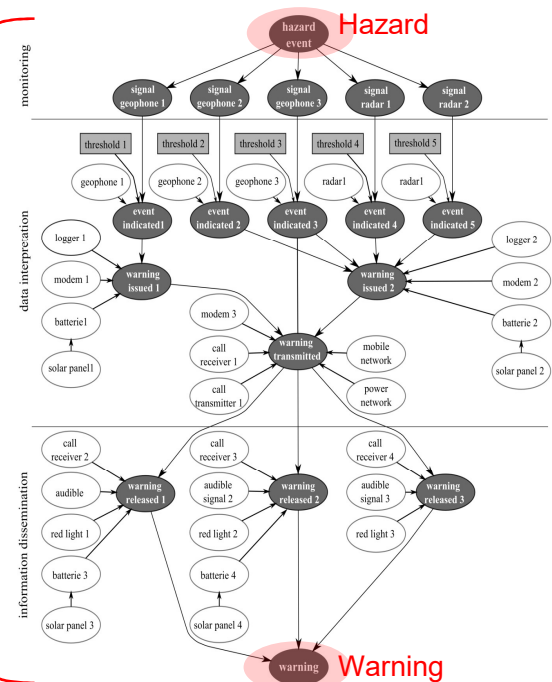 Hazard
hazard
event
monitoring
signal
geophone 1
signal
geophone 2
signal
geophone 3
signal
radar 1
signal
radar 2
data interpretation
threshold 1
threshold 2
threshold 3
threshold 4
threshold 5
geophone 1
geophone 2
geophone 3
radar1
radar1
event
indicated1
event
indicated 2
event
indicated 3
event
indicated 4
event
indicated 5
logger 1
modem 1
batterie1
solar panel1
warning
issued 1
warning
issued 2
logger 2
modem 2
batterie 2
solar panel 2
modem 3
call
receiver 1
call
transmitter 1
warning
transmitted
mobile
network
power
network
information dissemination
call
receiver 2
audible
red light 1
batterie 3
solar panel 3
warning
released 1
call
receiver 3
audible
signal 2
red light 2
batterie 4
solar panel 4
warning
released 2
call
receiver 4
audible
signal 3
red light 3
warning
released 3
warning
Warning